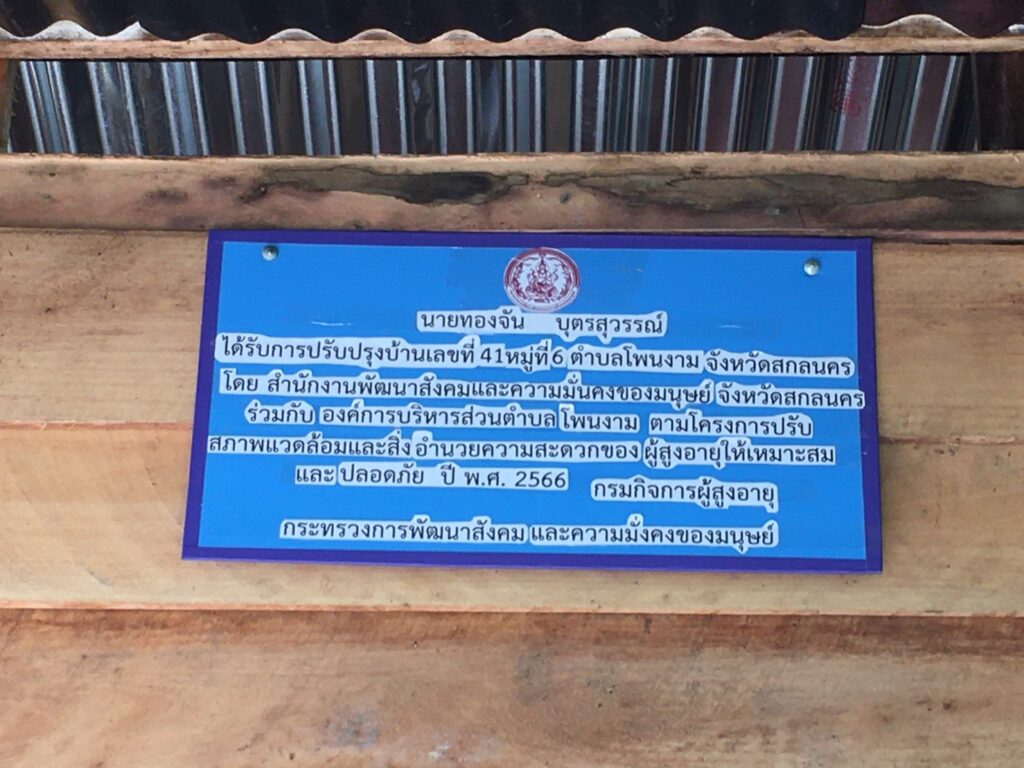 นายทองจัน บุตรสุวรรณ์
ได้รับการปรับปรุงบ้านเลขที่ 41หมู่ที่6 ตำบลโพนงาม จังหวัดสกลนคร
โดย สำนักงานพัฒนาสังคมและความมั่นคงของมนุษย์ จังหวัดสกลนคร
ร่วมกับ องค์การบริหารส่วนตำบล โพนงาม ตามโครงการปรับ
สภาพแวดล้อมและสิ่ง อำนวยความสะดวกของ ผู้สูงอายุให้เหมาะสม
และ ปลอดภัย ปี พ.ศ. 2566
กรมกิจการผู้สูงอายุ
กระทรวงการพัฒนาสังคม และความมั่งคงของมนุษย์